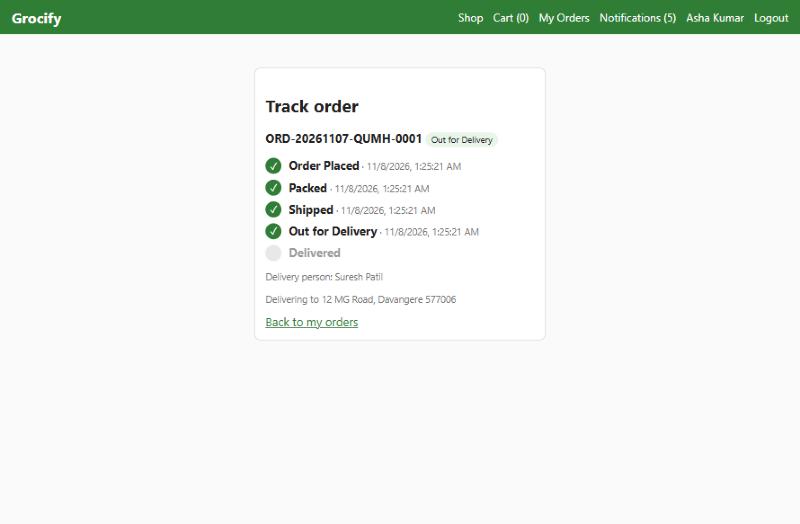 Grocify
Shop Cart (0) My Orders Notifications (5) Asha Kumar Logout
Track order
ORD-20261107-QUMH-0001 Out for Delivery
Order Placed · 11/8/2026, 1:25:21 AM
Packed · 11/8/2026, 1:25:21 AM
Shipped · 11/8/2026, 1:25:21 AM
Out for Delivery · 11/8/2026, 1:25:21 AM
Delivered
Delivery person: Suresh Patil
Delivering to 12 MG Road, Davangere 577006
Back to my orders